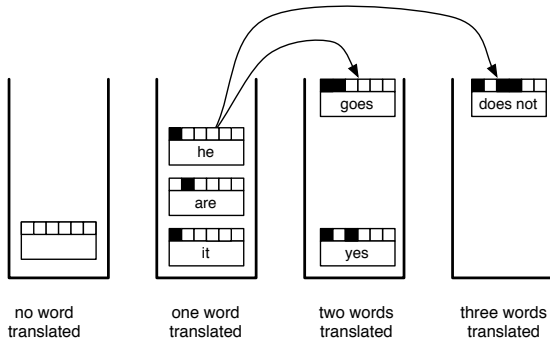 goes
does not
he
are
it
yes
no word
translated
one word
translated
two words
translated
three words
translated